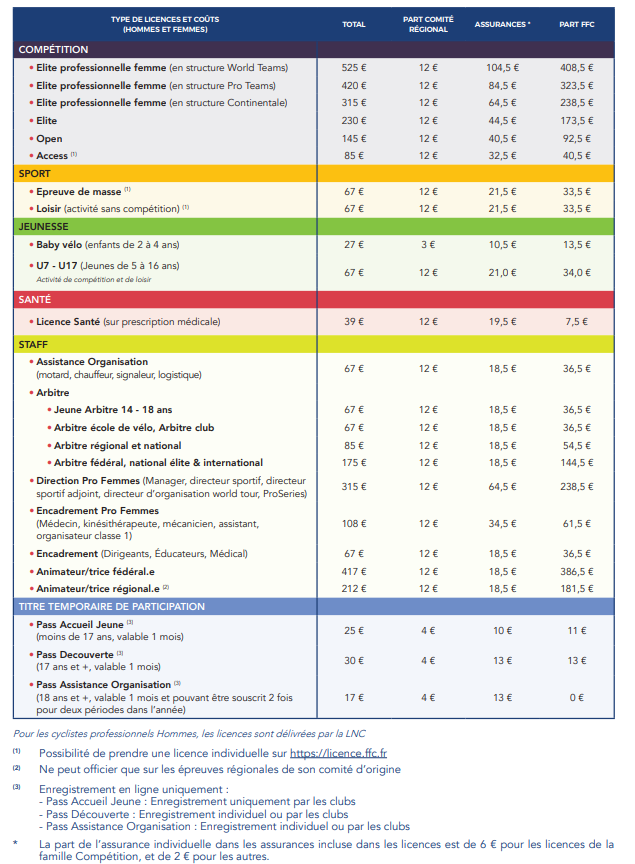 TYPE DE LICENCES ET COÛTS
(HOMMES ET FEMMES)
TOTAL
PART COMITÉ
RÉGIONAL
ASSURANCES *
PART FFC
COMPÉTITION
• Elite professionnelle femme (en structure World Teams) 525 € 12 € 104,5 € 408,5 €
• Elite professionnelle femme (en structure Pro Teams) 420 € 12 € 84,5 € 323,5 €
• Elite professionnelle femme (en structure Continentale) 315 € 12 € 64,5 € 238,5 €
• Elite 230 € 12 € 44,5 € 173,5 €
• Open 145 € 12 € 40,5 € 92,5 €
• Access (1) 85 € 12 € 32,5 € 40,5 €
SPORT
• Epreuve de masse (1) 67 € 12 € 21,5 € 33,5 €
• Loisir (activité sans compétition) (1) 67 € 12 € 21,5 € 33,5 €
JEUNESSE
• Baby vélo (enfants de 2 à 4 ans) 27 € 3 € 10,5 € 13,5 €
• U7 - U17 (Jeunes de 5 à 16 ans)
Activité de compétition et de loisir
67 € 12 € 21,0 € 34,0 €
SANTÉ
• Licence Santé (sur prescription médicale) 39 € 12 € 19,5 € 7,5 €
STAFF
• Assistance Organisation
(motard, chauffeur, signaleur, logistique)
67 € 12 € 18,5 € 36,5 €
• Arbitre
• Jeune Arbitre 14 - 18 ans 67 € 12 € 18,5 € 36,5 €
• Arbitre école de vélo, Arbitre club 67 € 12 € 18,5 € 36,5 €
• Arbitre régional et national 85 € 12 € 18,5 € 54,5 €
• Arbitre fédéral, national élite & international 175 € 12 € 18,5 € 144,5 €
• Direction Pro Femmes (Manager, directeur sportif, directeur
sportif adjoint, directeur d'organisation world tour, ProSeries)
315 € 12 € 64,5 € 238,5 €
• Encadrement Pro Femmes
(Médecin, kinésithérapeute, mécanicien, assistant,
organisateur classe 1)
108 € 12 € 34,5 € 61,5 €
• Encadrement (Dirigeants, Éducateurs, Médical) 67 € 12 € 18,5 € 36,5 €
• Animateur/trice fédéral.e 417 € 12 € 18,5 € 386,5 €
• Animateur/trice régional.e (2) 212 € 12 € 18,5 € 181,5 €
TITRE TEMPORAIRE DE PARTICIPATION
• Pass Accueil Jeune (3)
(moins de 17 ans, valable 1 mois)
25 € 4 € 10 € 11 €
• Pass Decouverte (3)
(17 ans et +, valable 1 mois)
30 € 4 € 13 € 13 €
• Pass Assistance Organisation (3)
(18 ans et +, valable 1 mois et pouvant être souscrit 2 fois
pour deux périodes dans l'année)
17 € 4 € 13 € 0 €
Pour les cyclistes professionnels Hommes, les licences sont délivrées par la LNC
(1) Possibilité de prendre une licence individuelle sur https://licence.ffc.fr
(2) Ne peut officier que sur les épreuves régionales de son comité d'origine
(3) Enregistrement en ligne uniquement :
- Pass Accueil Jeune : Enregistrement uniquement par les clubs
- Pass Découverte : Enregistrement individuel ou par les clubs
- Pass Assistance Organisation : Enregistrement individuel ou par les clubs
* La part de l'assurance individuelle dans les assurances incluse dans les licences est de 6 € pour les licences de la
famille Compétition, et de 2 € pour les autres.